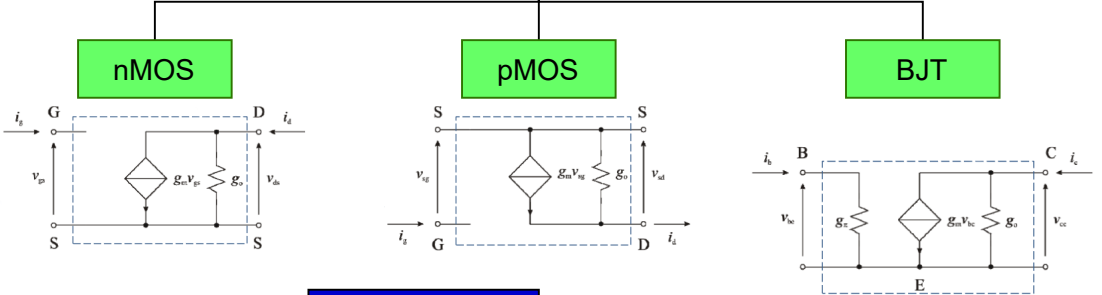 nMOS
pMOS
BJT
G
D
i_g
i_d
v_gs
g_m v_gs
g_o
v_ds
S
S
S
S
v_sg
g_m v_sg
g_o
v_sd
i_g
G
D
i_d
i_b
B
C
i_c
v_be
g_π
g_m v_be
g_o
v_ce
E